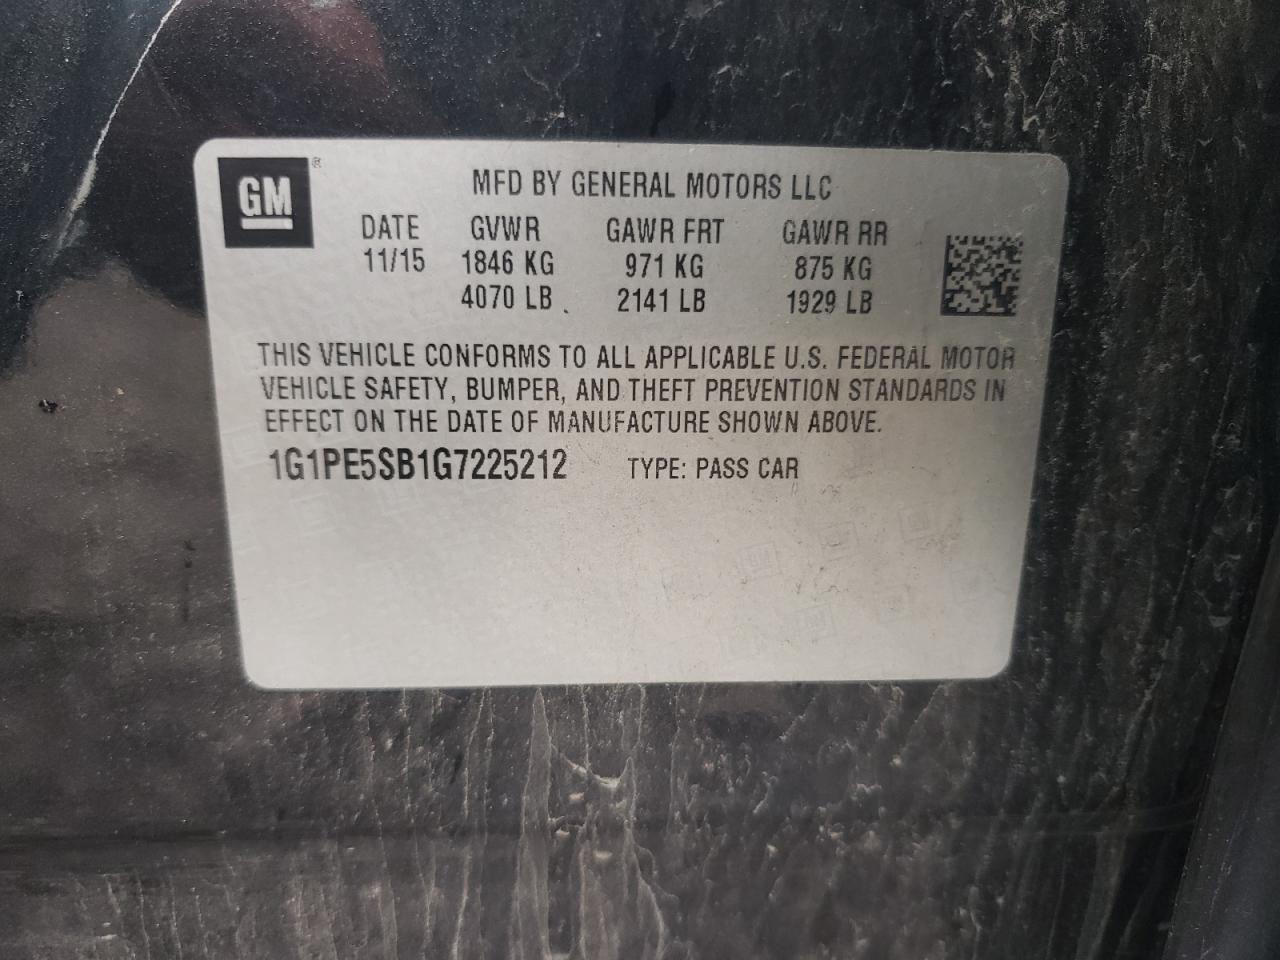 GM ®
MFD BY GENERAL MOTORS LLC
DATE GVWR GAWR FRT GAWR RR
11/15 1846 KG 971 KG 875 KG
4070 LB 2141 LB 1929 LB
THIS VEHICLE CONFORMS TO ALL APPLICABLE U.S. FEDERAL MOTOR
VEHICLE SAFETY, BUMPER, AND THEFT PREVENTION STANDARDS IN
EFFECT ON THE DATE OF MANUFACTURE SHOWN ABOVE.
1G1PE5SB1G7225212 TYPE: PASS CAR